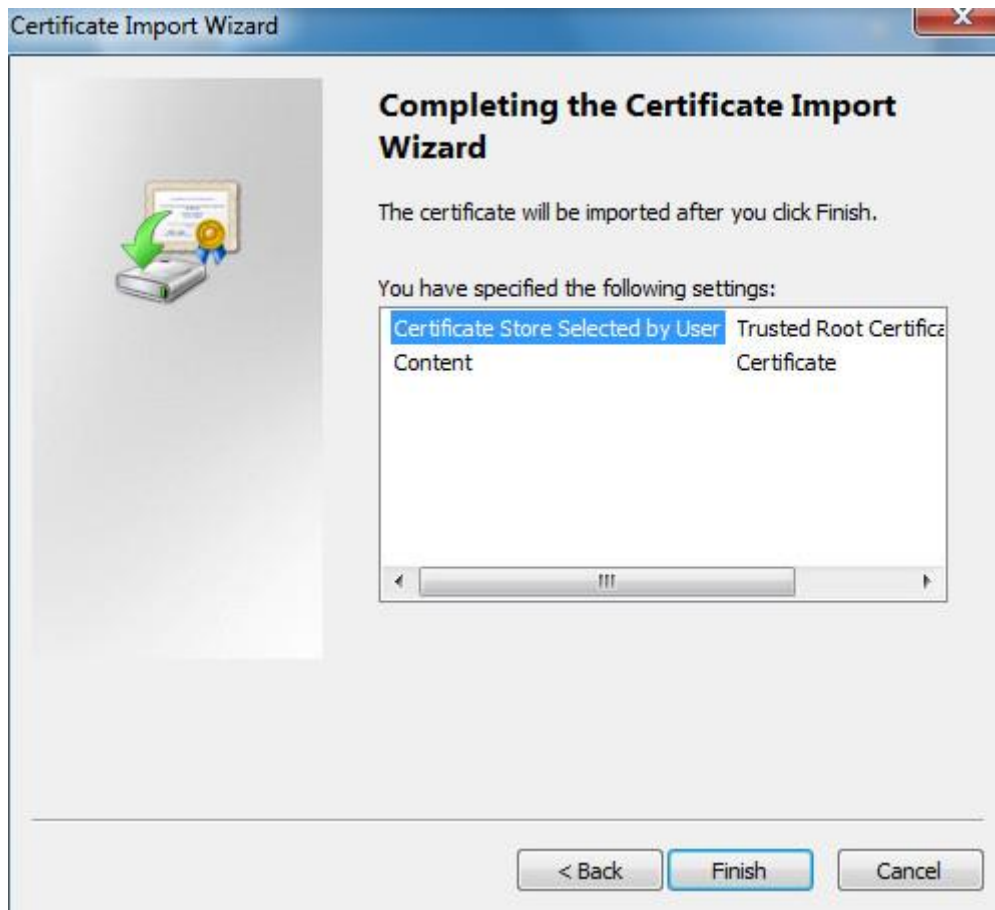 Certificate Import Wizard
Completing the Certificate Import
Wizard
The certificate will be imported after you click Finish.
You have specified the following settings:
Certificate Store Selected by User Trusted Root Certifica
Content Certificate
< Back Finish Cancel